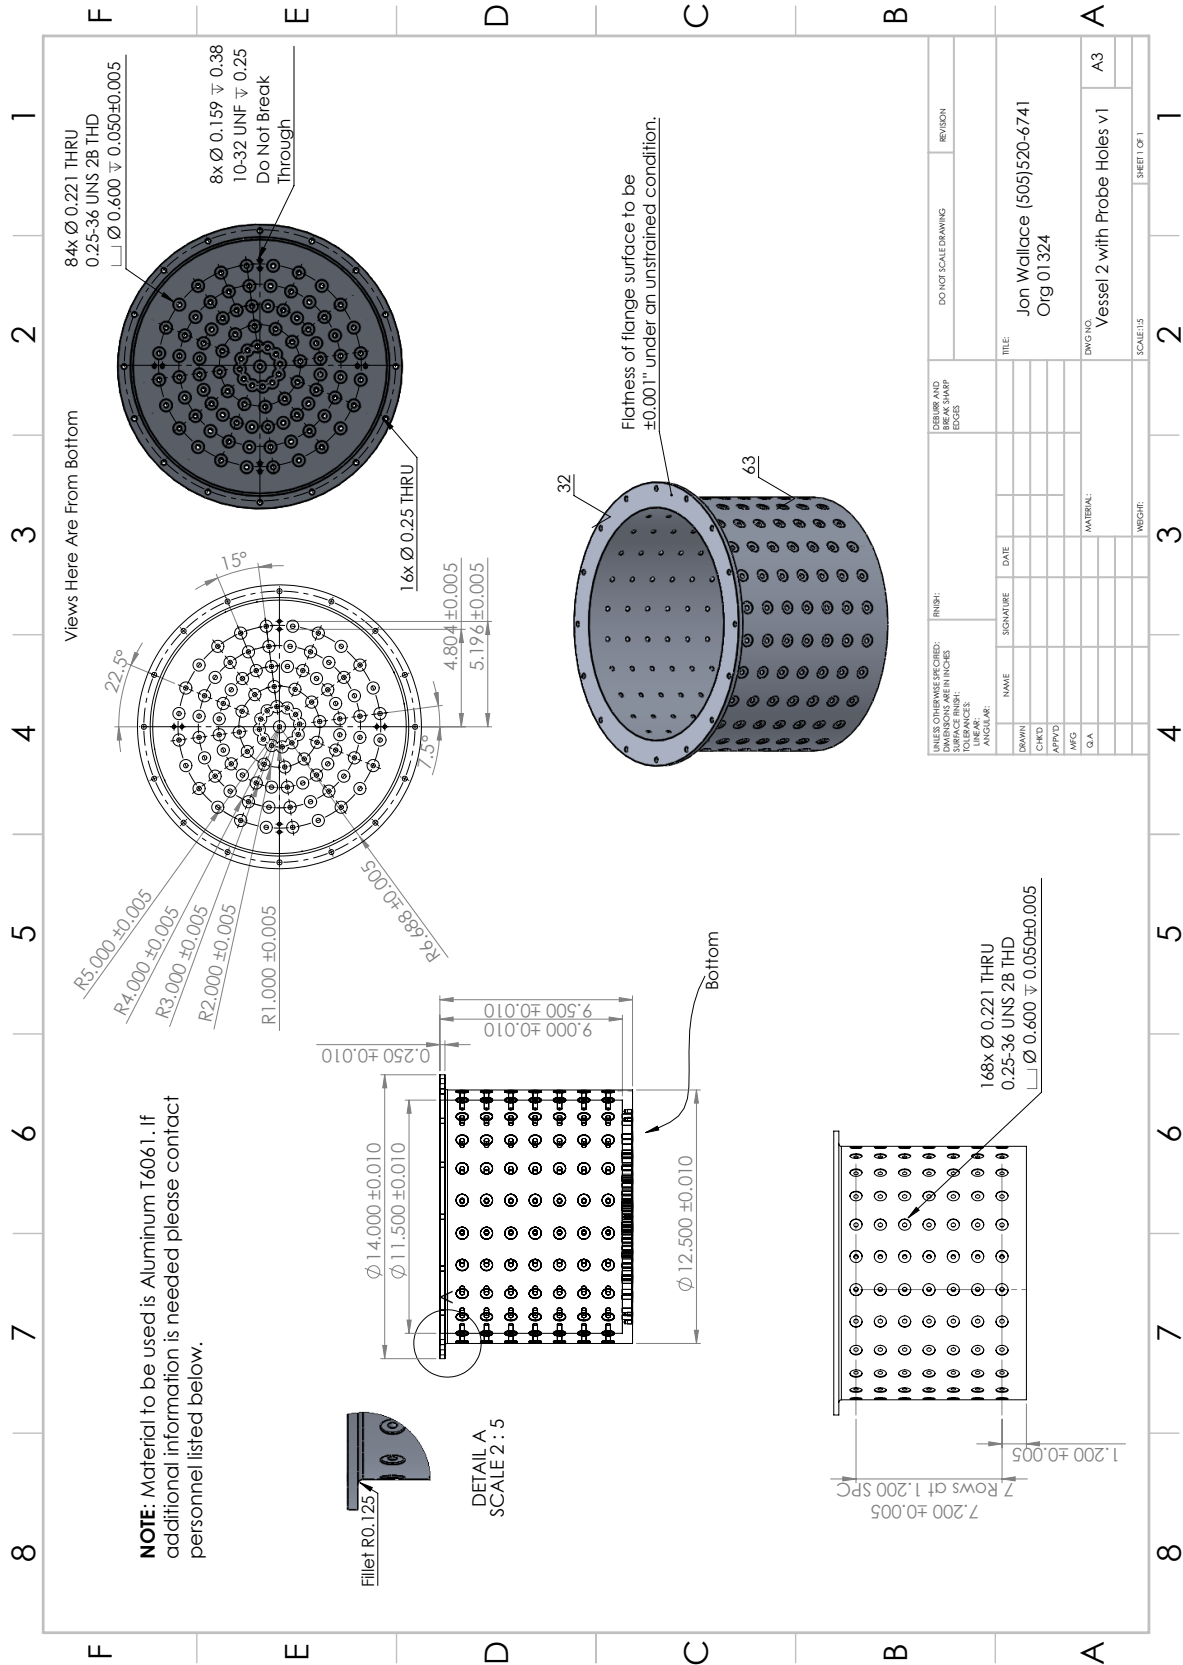 8
7
6
5
4
3
2
1
F
E
D
C
B
A
NOTE: Material to be used is Aluminum T6061. If
additional information is needed please contact
personnel listed below.
Views Here Are From Bottom
84x Ø 0.221 THRU
0.25-36 UNS 2B THD
⌴ Ø 0.600 ↧ 0.050±0.005
8x Ø 0.159 ↧ 0.38
10-32 UNF ↧ 0.25
Do Not Break
Through
16x Ø 0.25 THRU
22.5°
15°
7.5°
R5.000 ±0.005
R4.000 ±0.005
R3.000 ±0.005
R2.000 ±0.005
R1.000 ±0.005
R6.688 ±0.005
4.804 ±0.005
5.196 ±0.005
Fillet R0.125
DETAIL A
SCALE 2 : 5
Ø 14.000 ±0.010
Ø 11.500 ±0.010
A
Ø 12.500 ±0.010
0.250 ±0.010
9.000 ±0.010
9.500 ±0.010
Bottom
32
63
Flatness of flange surface to be
±0.001" under an unstrained condition.
7.200 ±0.005
7 Rows at 1.200 SPC
1.200 ±0.005
168x Ø 0.221 THRU
0.25-36 UNS 2B THD
⌴ Ø 0.600 ↧ 0.050±0.005
UNLESS OTHERWISE SPECIFIED:
DIMENSIONS ARE IN INCHES
SURFACE FINISH:
TOLERANCES:
LINEAR:
ANGULAR:
FINISH:
DEBURR AND
BREAK SHARP
EDGES
DO NOT SCALE DRAWING
REVISION
NAME
SIGNATURE
DATE
DRAWN
CHK'D
APPV'D
MFG
Q.A
MATERIAL:
WEIGHT:
TITLE:
Jon Wallace (505)520-6741
Org 01324
DWG NO.
Vessel 2 with Probe Holes v1
A3
SCALE:1:5
SHEET 1 OF 1
8
7
6
5
4
3
2
1
F
E
D
C
B
A